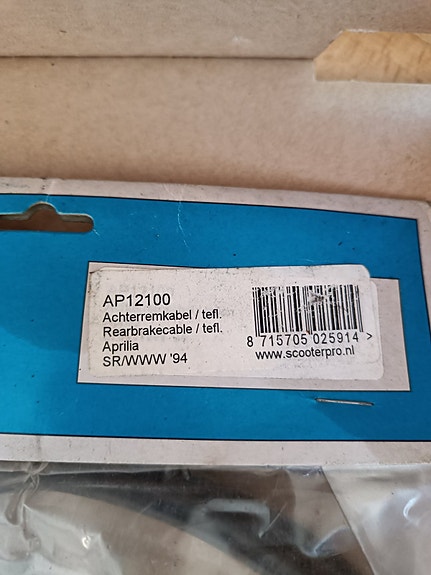 AP12100
Achterremkabel / tefl.
Rearbrakecable / tefl.
Aprilia
SR/WWW '94
8 715705 025914 >
www.scooterpro.nl